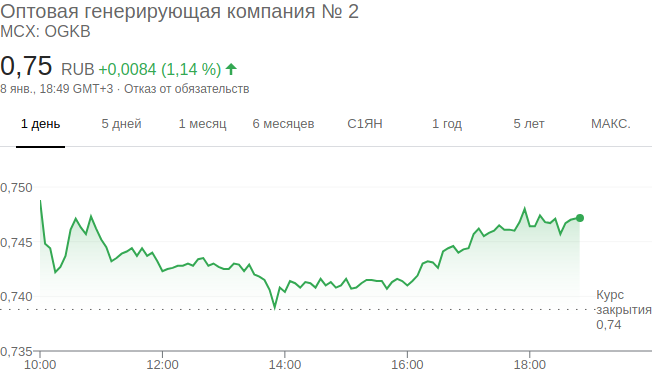 Оптовая генерирующая компания № 2
MCX: OGKB
0,75 RUB +0,0084 (1,14 %)
8 янв., 18:49 GMT+3 · Отказ от обязательств
1 день 5 дней 1 месяц 6 месяцев С1ЯН 1 год 5 лет МАКС.
0,750
0,745
0,740
Курс
закрытия
0,74
0,735
10:00 12:00 14:00 16:00 18:00